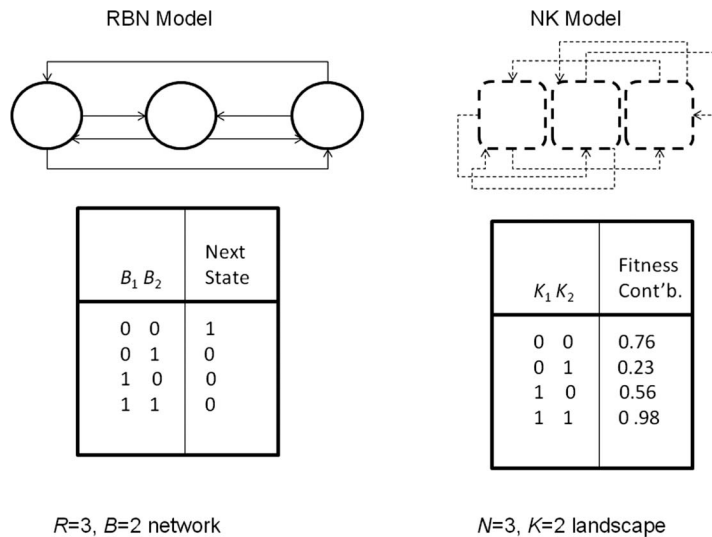 RBN Model
NK Model
B1 B2 Next State
0 0 1
0 1 0
1 0 0
1 1 0
K1 K2 Fitness Cont'b.
0 0 0.76
0 1 0.23
1 0 0.56
1 1 0 .98
R=3, B=2 network
N=3, K=2 landscape